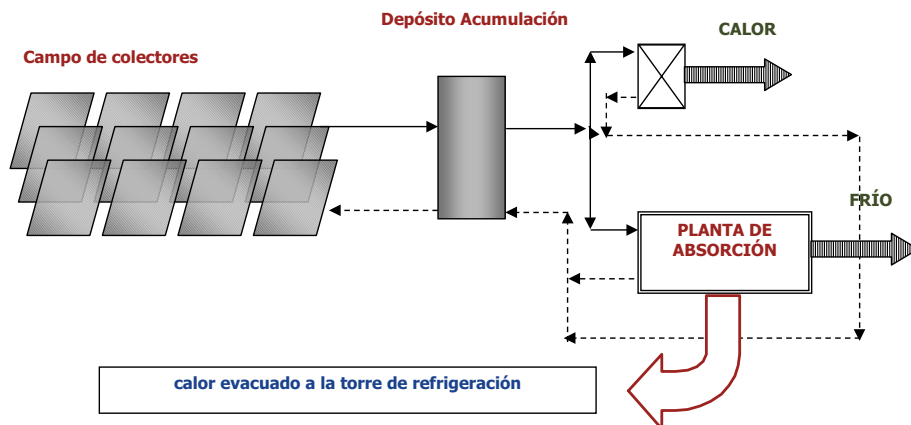 Depósito Acumulación
CALOR
Campo de colectores
FRÍO
PLANTA DE
ABSORCIÓN
calor evacuado a la torre de refrigeración